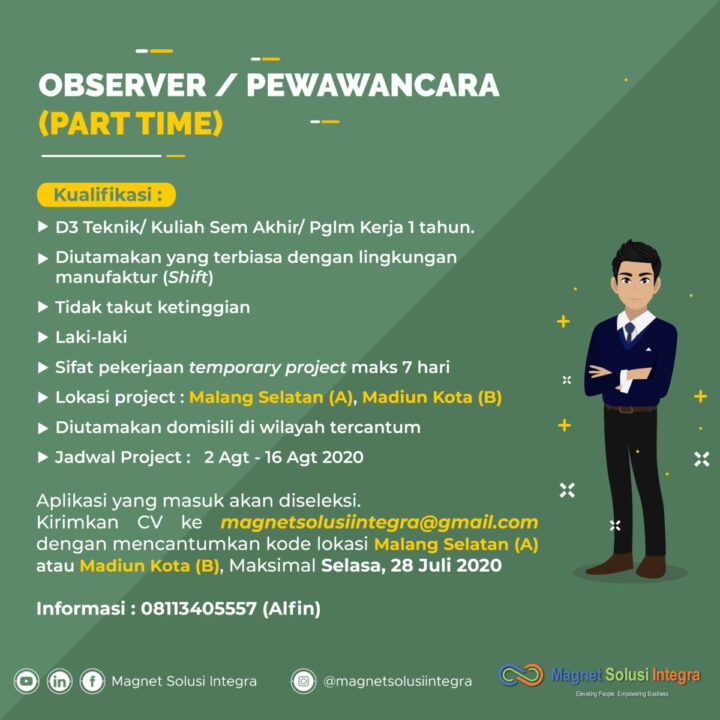 OBSERVER / PEWAWANCARA
(PART TIME)
Kualifikasi :
D3 Teknik/ Kuliah Sem Akhir/ Pglm Kerja 1 tahun.
Diutamakan yang terbiasa dengan lingkungan
manufaktur (Shift)
Tidak takut ketinggian
Laki-laki
Sifat pekerjaan temporary project maks 7 hari
Lokasi project : Malang Selatan (A), Madiun Kota (B)
Diutamakan domisili di wilayah tercantum
Jadwal Project : 2 Agt - 16 Agt 2020
Aplikasi yang masuk akan diseleksi.
Kirimkan CV ke magnetsolusiintegra@gmail.com
dengan mencantumkan kode lokasi Malang Selatan (A)
atau Madiun Kota (B), Maksimal Selasa, 28 Juli 2020
Informasi : 08113405557 (Alfin)
Magnet Solusi Integra
@magnetsolusiintegra
Magnet Solusi Integra
Elevating People Empowering Business